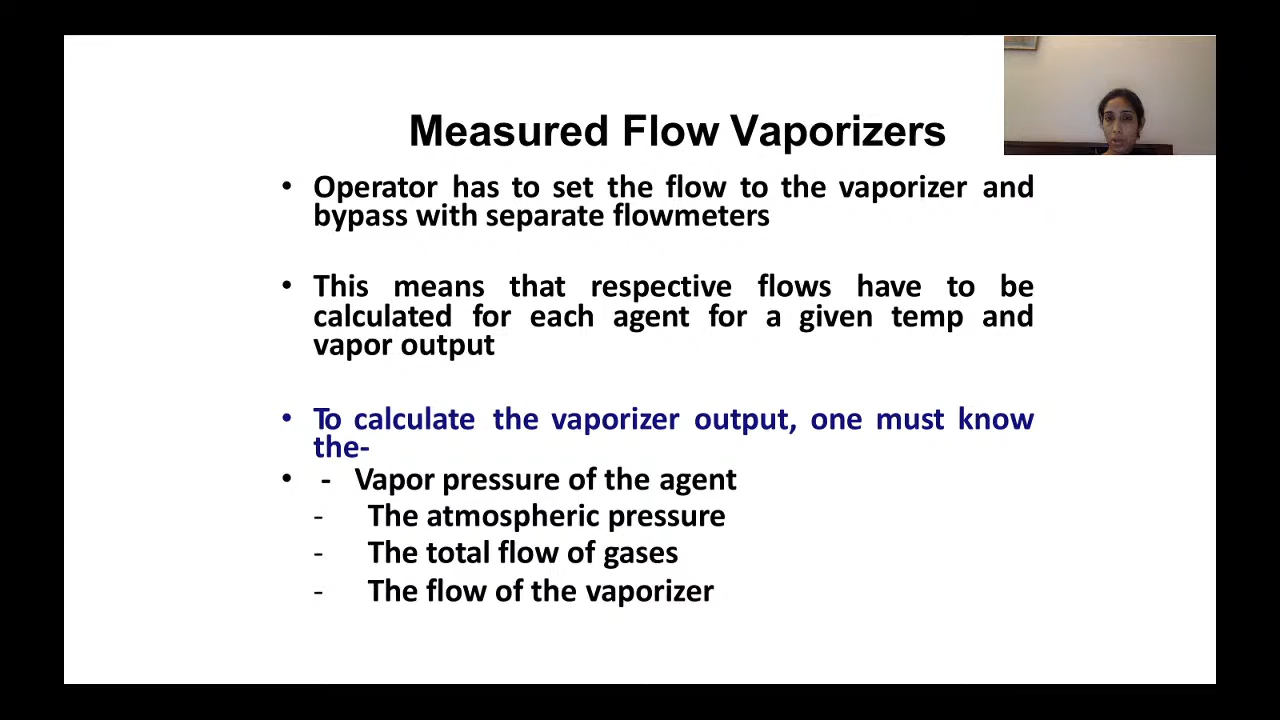 Measured Flow Vaporizers
• Operator has to set the flow to the vaporizer and
bypass with separate flowmeters
• This means that respective flows have to be
calculated for each agent for a given temp and
vapor output
• To calculate the vaporizer output, one must know
the-
• - Vapor pressure of the agent
- The atmospheric pressure
- The total flow of gases
- The flow of the vaporizer